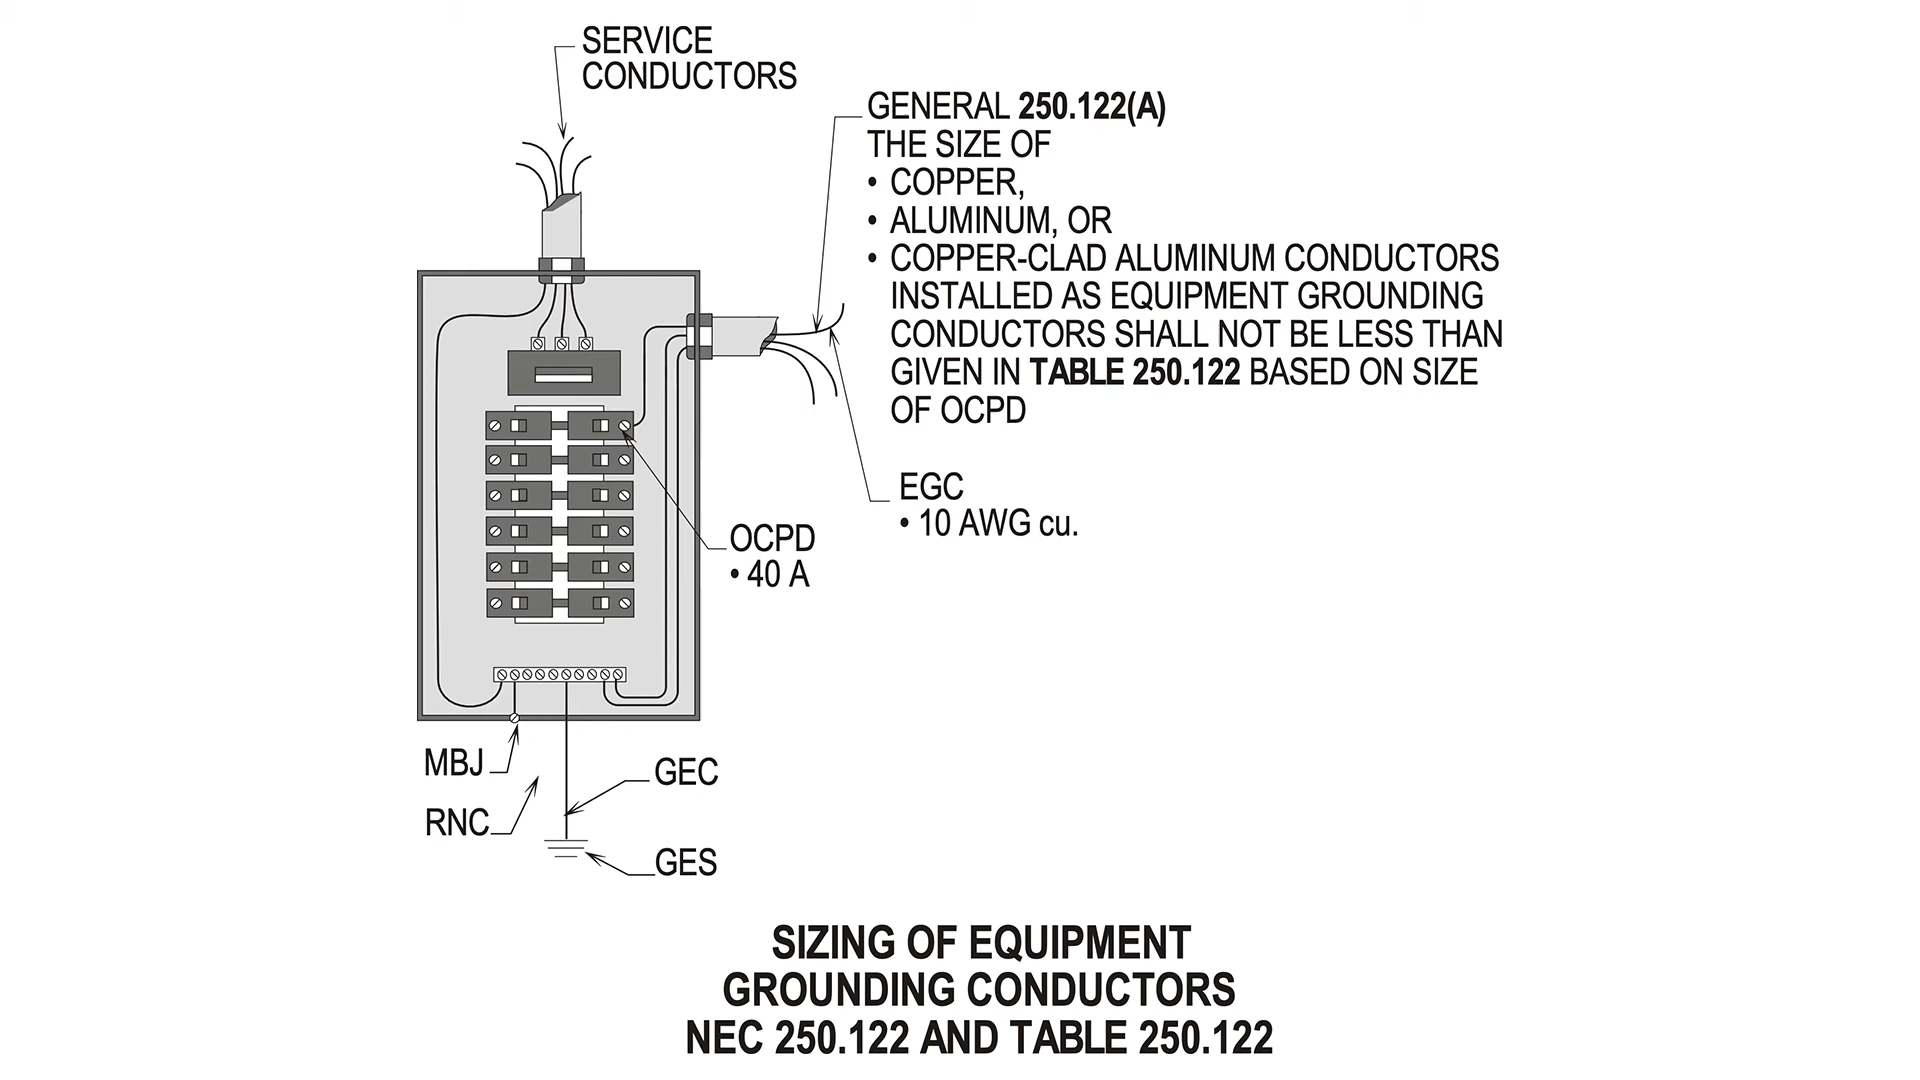 SERVICE
CONDUCTORS
GENERAL 250.122(A)
THE SIZE OF
• COPPER,
• ALUMINUM, OR
• COPPER-CLAD ALUMINUM CONDUCTORS
INSTALLED AS EQUIPMENT GROUNDING
CONDUCTORS SHALL NOT BE LESS THAN
GIVEN IN TABLE 250.122 BASED ON SIZE
OF OCPD
EGC
• 10 AWG cu.
OCPD
• 40 A
MBJ
GEC
RNC
GES
SIZING OF EQUIPMENT
GROUNDING CONDUCTORS
NEC 250.122 AND TABLE 250.122